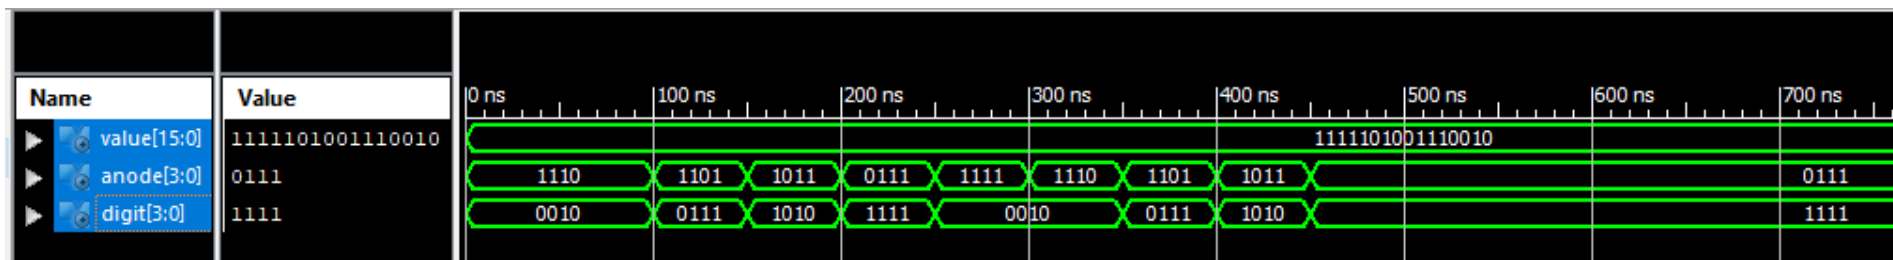 Name Value 0 ns 100 ns 200 ns 300 ns 400 ns 500 ns 600 ns 700 ns
value[15:0] 1111101001110010 1111101001110010
anode[3:0] 0111 1110 1101 1011 0111 1111 1110 1101 1011 0111
digit[3:0] 1111 0010 0111 1010 1111 0010 0111 1010 1111